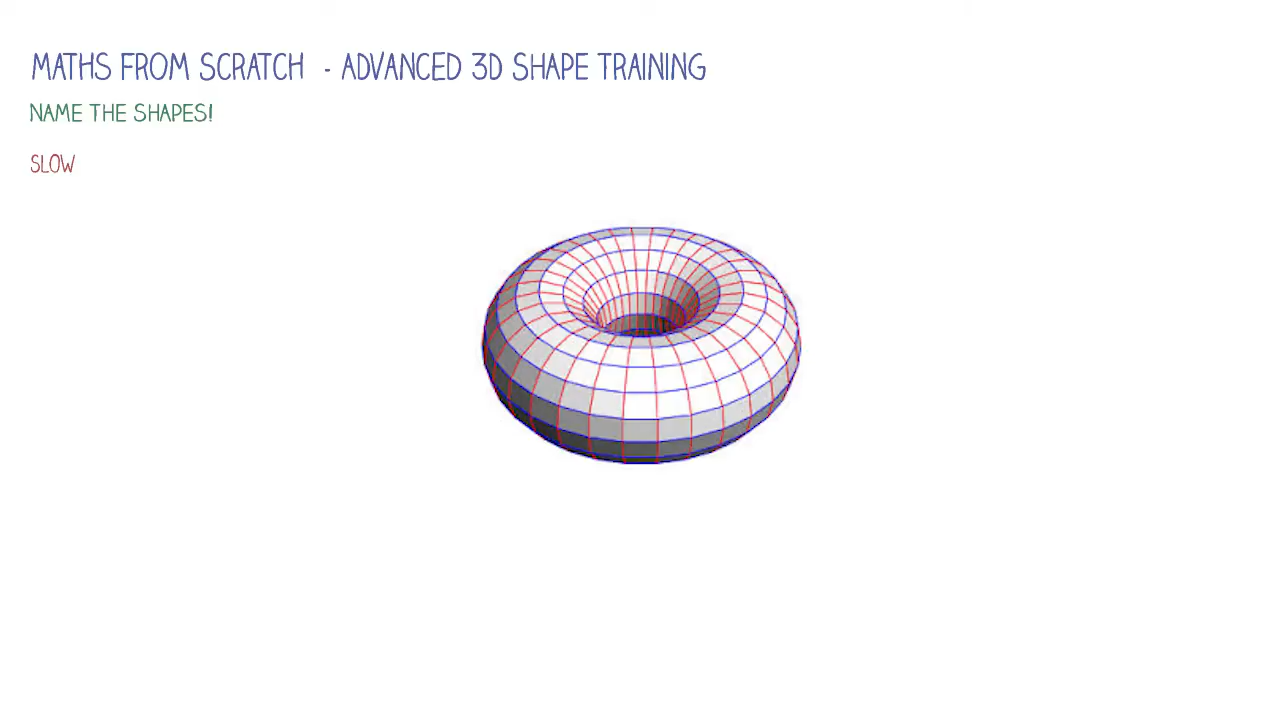 MATHS FROM SCRATCH - ADVANCED 3D SHAPE TRAINING
NAME THE SHAPES!
SLOW